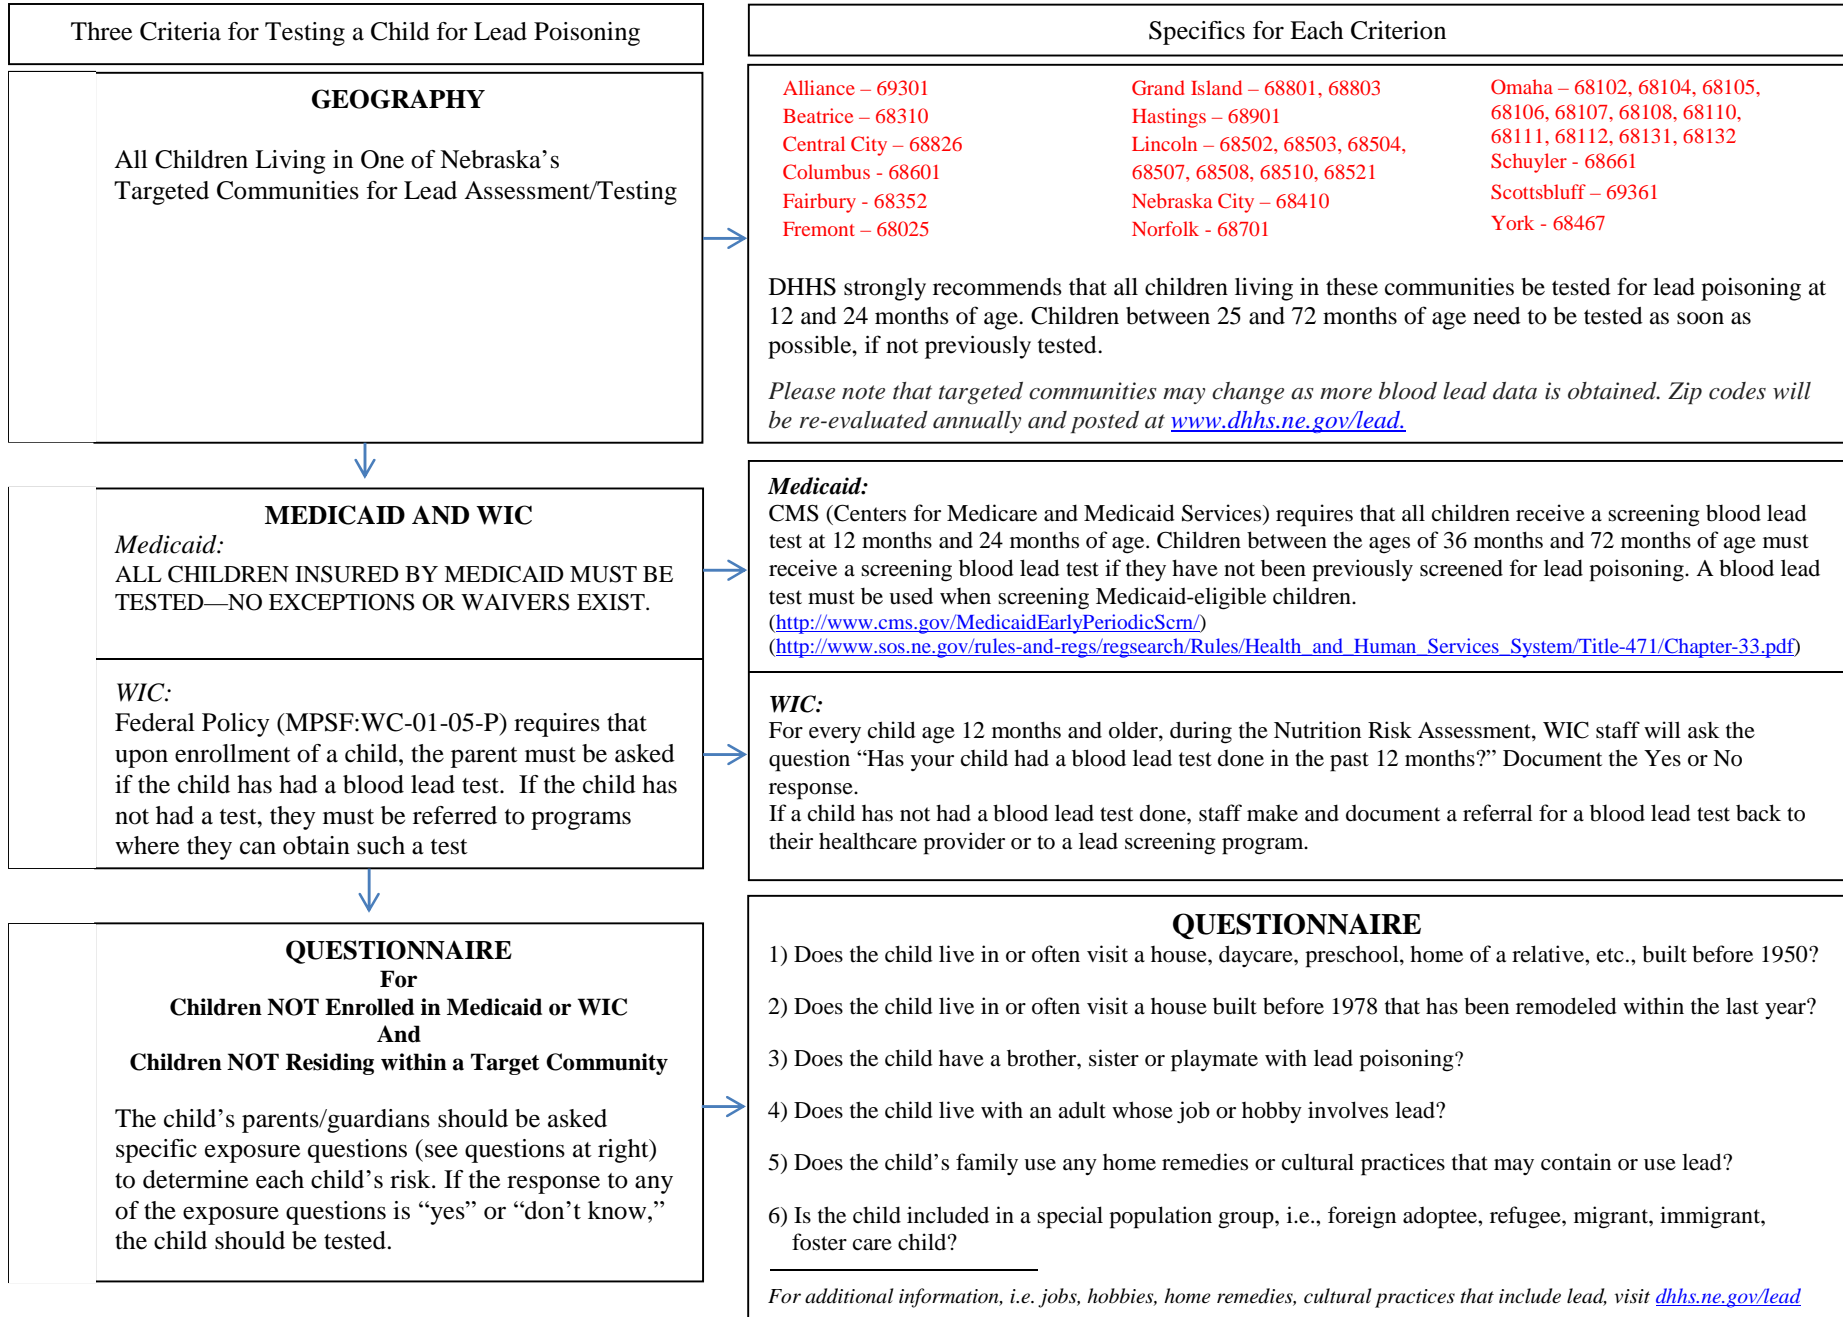 Three Criteria for Testing a Child for Lead Poisoning
Specifics for Each Criterion
GEOGRAPHY
All Children Living in One of Nebraska's
Targeted Communities for Lead Assessment/Testing
Alliance – 69301
Beatrice – 68310
Central City – 68826
Columbus - 68601
Fairbury - 68352
Fremont – 68025
Grand Island – 68801, 68803
Hastings – 68901
Lincoln – 68502, 68503, 68504,
68507, 68508, 68510, 68521
Nebraska City – 68410
Norfolk - 68701
Omaha – 68102, 68104, 68105,
68106, 68107, 68108, 68110,
68111, 68112, 68131, 68132
Schuyler - 68661
Scottsbluff – 69361
York - 68467
DHHS strongly recommends that all children living in these communities be tested for lead poisoning at
12 and 24 months of age. Children between 25 and 72 months of age need to be tested as soon as
possible, if not previously tested.
Please note that targeted communities may change as more blood lead data is obtained. Zip codes will
be re-evaluated annually and posted at www.dhhs.ne.gov/lead.
MEDICAID AND WIC
Medicaid:
ALL CHILDREN INSURED BY MEDICAID MUST BE
TESTED—NO EXCEPTIONS OR WAIVERS EXIST.
Medicaid:
CMS (Centers for Medicare and Medicaid Services) requires that all children receive a screening blood lead
test at 12 months and 24 months of age. Children between the ages of 36 months and 72 months of age must
receive a screening blood lead test if they have not been previously screened for lead poisoning. A blood lead
test must be used when screening Medicaid-eligible children.
(http://www.cms.gov/MedicaidEarlyPeriodicScrn/)
(http://www.sos.ne.gov/rules-and-regs/regsearch/Rules/Health_and_Human_Services_System/Title-471/Chapter-33.pdf)
WIC:
Federal Policy (MPSF:WC-01-05-P) requires that
upon enrollment of a child, the parent must be asked
if the child has had a blood lead test.  If the child has
not had a test, they must be referred to programs
where they can obtain such a test
WIC:
For every child age 12 months and older, during the Nutrition Risk Assessment, WIC staff will ask the
question “Has your child had a blood lead test done in the past 12 months?” Document the Yes or No
response.
If a child has not had a blood lead test done, staff make and document a referral for a blood lead test back to
their healthcare provider or to a lead screening program.
QUESTIONNAIRE
For
Children NOT Enrolled in Medicaid or WIC
And
Children NOT Residing within a Target Community
The child's parents/guardians should be asked
specific exposure questions (see questions at right)
to determine each child's risk. If the response to any
of the exposure questions is “yes” or “don't know,”
the child should be tested.
QUESTIONNAIRE
1) Does the child live in or often visit a house, daycare, preschool, home of a relative, etc., built before 1950?
2) Does the child live in or often visit a house built before 1978 that has been remodeled within the last year?
3) Does the child have a brother, sister or playmate with lead poisoning?
4) Does the child live with an adult whose job or hobby involves lead?
5) Does the child's family use any home remedies or cultural practices that may contain or use lead?
6) Is the child included in a special population group, i.e., foreign adoptee, refugee, migrant, immigrant,
foster care child?
For additional information, i.e. jobs, hobbies, home remedies, cultural practices that include lead, visit dhhs.ne.gov/lead